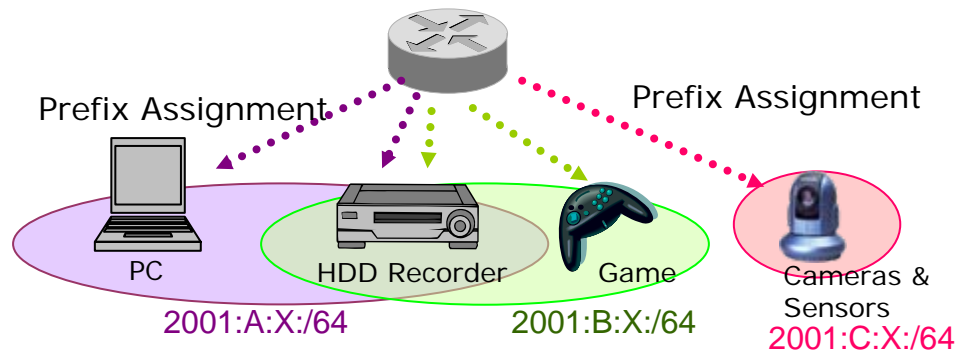 Prefix Assignment
Prefix Assignment
PC
HDD Recorder
Game
Cameras &
Sensors
2001:A:X:/64
2001:B:X:/64
2001:C:X:/64